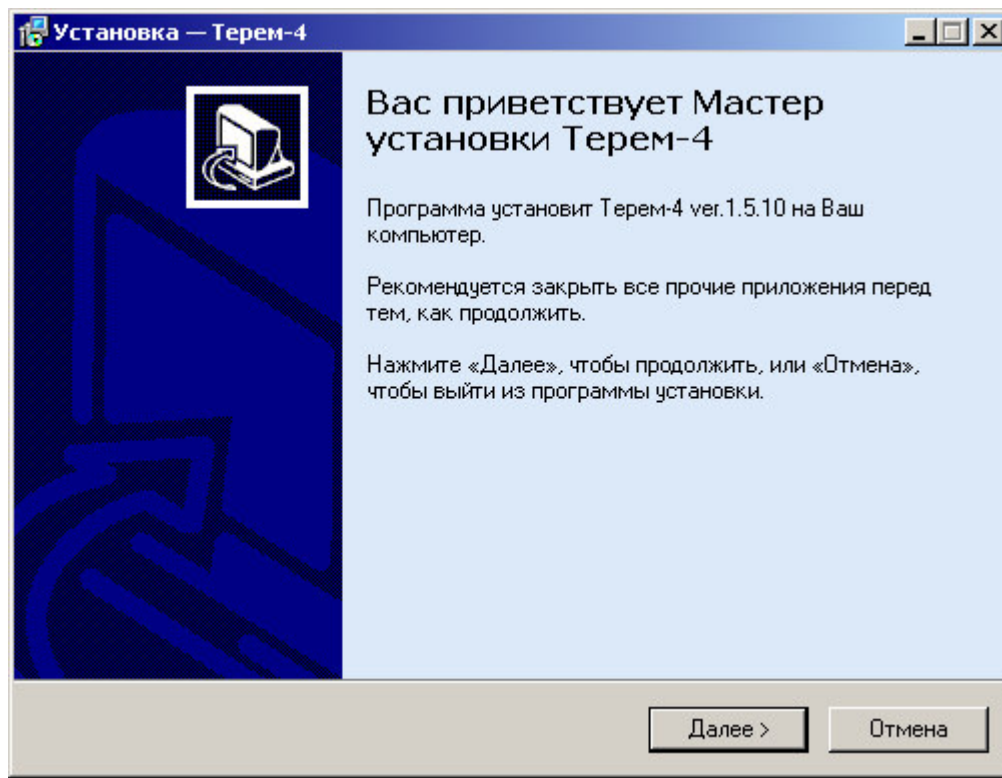 Установка — Терем-4
Вас приветствует Мастер
установки Терем-4
Программа установит Терем-4 ver.1.5.10 на Ваш
компьютер.
Рекомендуется закрыть все прочие приложения перед
тем, как продолжить.
Нажмите «Далее», чтобы продолжить, или «Отмена»,
чтобы выйти из программы установки.
Далее >
Отмена